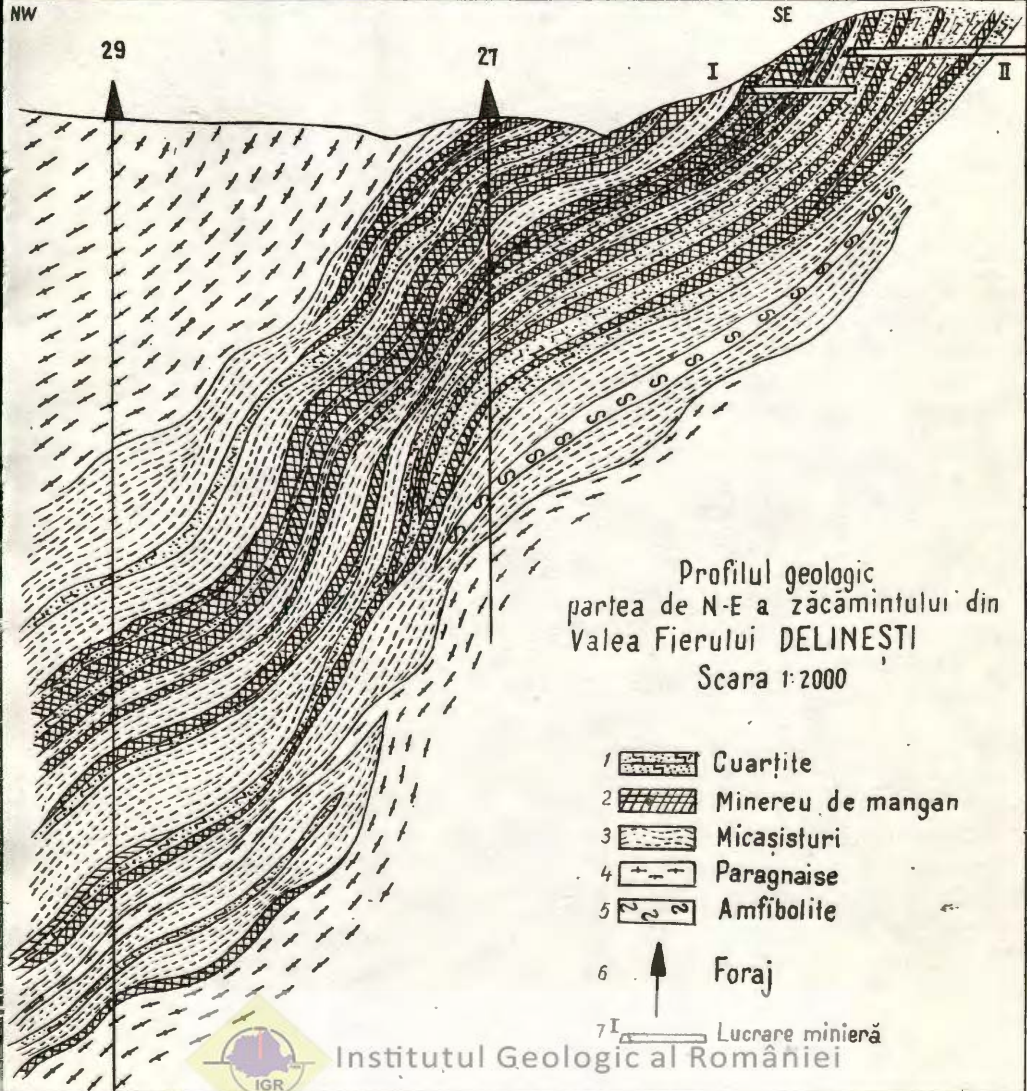 NW
SE
29
27
I
II
Profilul geologic
partea de N-E a zăcămîntului din
Valea Fierului DELINEȘTI
Scara 1:2000
1 Cuarțite
2 Minereu de mangan
3 Micașisturi
4 Paragnaise
5 Amfibolite
6 Foraj
7 I Lucrare minieră
Institutul Geologic al României
IGR